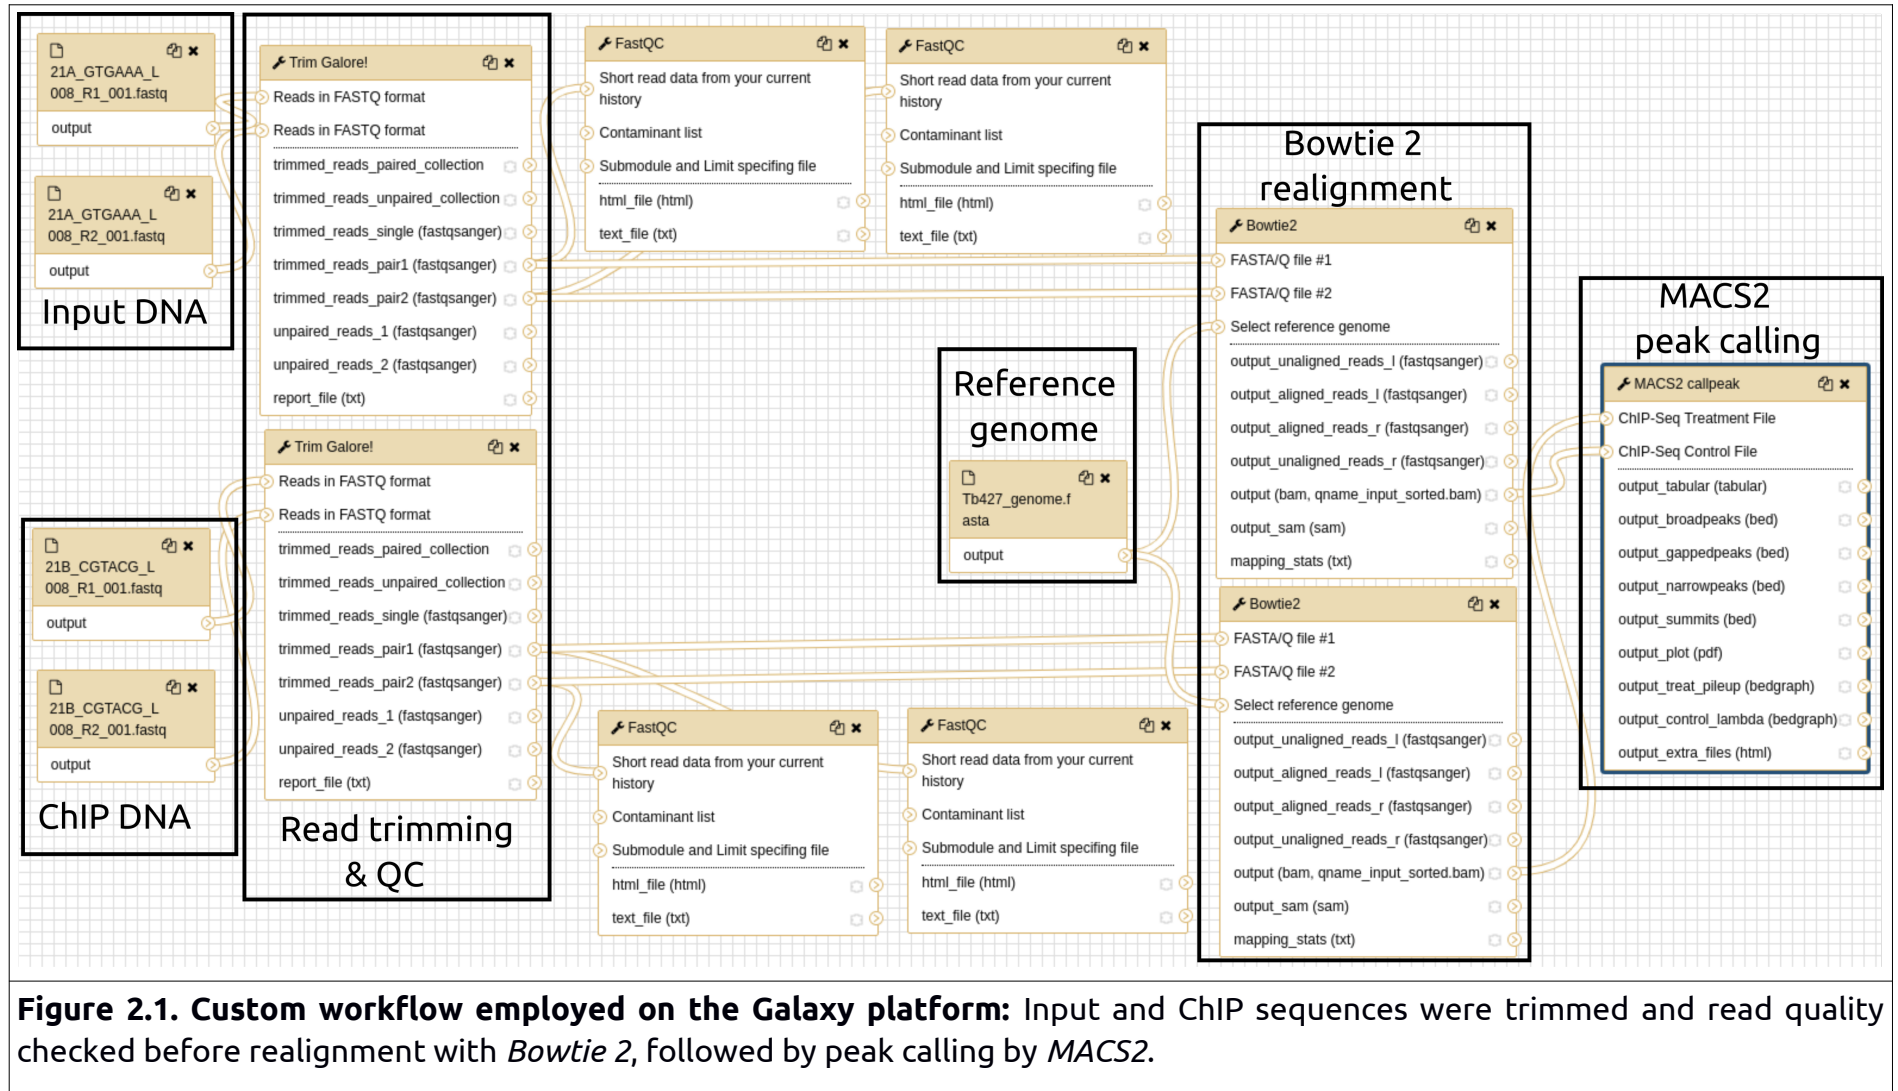 21A_GTGAAA_L
008_R1_001.fastq
output
21A_GTGAAA_L
008_R2_001.fastq
output
Input DNA
Trim Galore!
Reads in FASTQ format
Reads in FASTQ format
trimmed_reads_paired_collection
trimmed_reads_unpaired_collection
trimmed_reads_single (fastqsanger)
trimmed_reads_pair1 (fastqsanger)
trimmed_reads_pair2 (fastqsanger)
unpaired_reads_1 (fastqsanger)
unpaired_reads_2 (fastqsanger)
report_file (txt)
FastQC
Short read data from your current
history
Contaminant list
Submodule and Limit specifing file
html_file (html)
text_file (txt)
FastQC
Short read data from your current
history
Contaminant list
Submodule and Limit specifing file
html_file (html)
text_file (txt)
21B_CGTACG_L
008_R1_001.fastq
output
21B_CGTACG_L
008_R2_001.fastq
output
ChIP DNA
Trim Galore!
Reads in FASTQ format
Reads in FASTQ format
trimmed_reads_paired_collection
trimmed_reads_unpaired_collection
trimmed_reads_single (fastqsanger)
trimmed_reads_pair1 (fastqsanger)
trimmed_reads_pair2 (fastqsanger)
unpaired_reads_1 (fastqsanger)
unpaired_reads_2 (fastqsanger)
report_file (txt)
Read trimming
& QC
FastQC
Short read data from your current
history
Contaminant list
Submodule and Limit specifing file
html_file (html)
text_file (txt)
FastQC
Short read data from your current
history
Contaminant list
Submodule and Limit specifing file
html_file (html)
text_file (txt)
Reference
genome
Tb427_genome.f
asta
output
Bowtie 2
realignment
Bowtie2
FASTA/Q file #1
FASTA/Q file #2
Select reference genome
output_unaligned_reads_l (fastqsanger)
output_aligned_reads_l (fastqsanger)
output_aligned_reads_r (fastqsanger)
output_unaligned_reads_r (fastqsanger)
output (bam, qname_input_sorted.bam)
output_sam (sam)
mapping_stats (txt)
Bowtie2
FASTA/Q file #1
FASTA/Q file #2
Select reference genome
output_unaligned_reads_l (fastqsanger)
output_aligned_reads_l (fastqsanger)
output_aligned_reads_r (fastqsanger)
output_unaligned_reads_r (fastqsanger)
output (bam, qname_input_sorted.bam)
output_sam (sam)
mapping_stats (txt)
MACS2
peak calling
MACS2 callpeak
ChIP-Seq Treatment File
ChIP-Seq Control File
output_tabular (tabular)
output_broadpeaks (bed)
output_gappedpeaks (bed)
output_narrowpeaks (bed)
output_summits (bed)
output_plot (pdf)
output_treat_pileup (bedgraph)
output_control_lambda (bedgraph)
output_extra_files (html)
Figure 2.1. Custom workflow employed on the Galaxy platform: Input and ChIP sequences were trimmed and read quality
checked before realignment with Bowtie 2, followed by peak calling by MACS2.